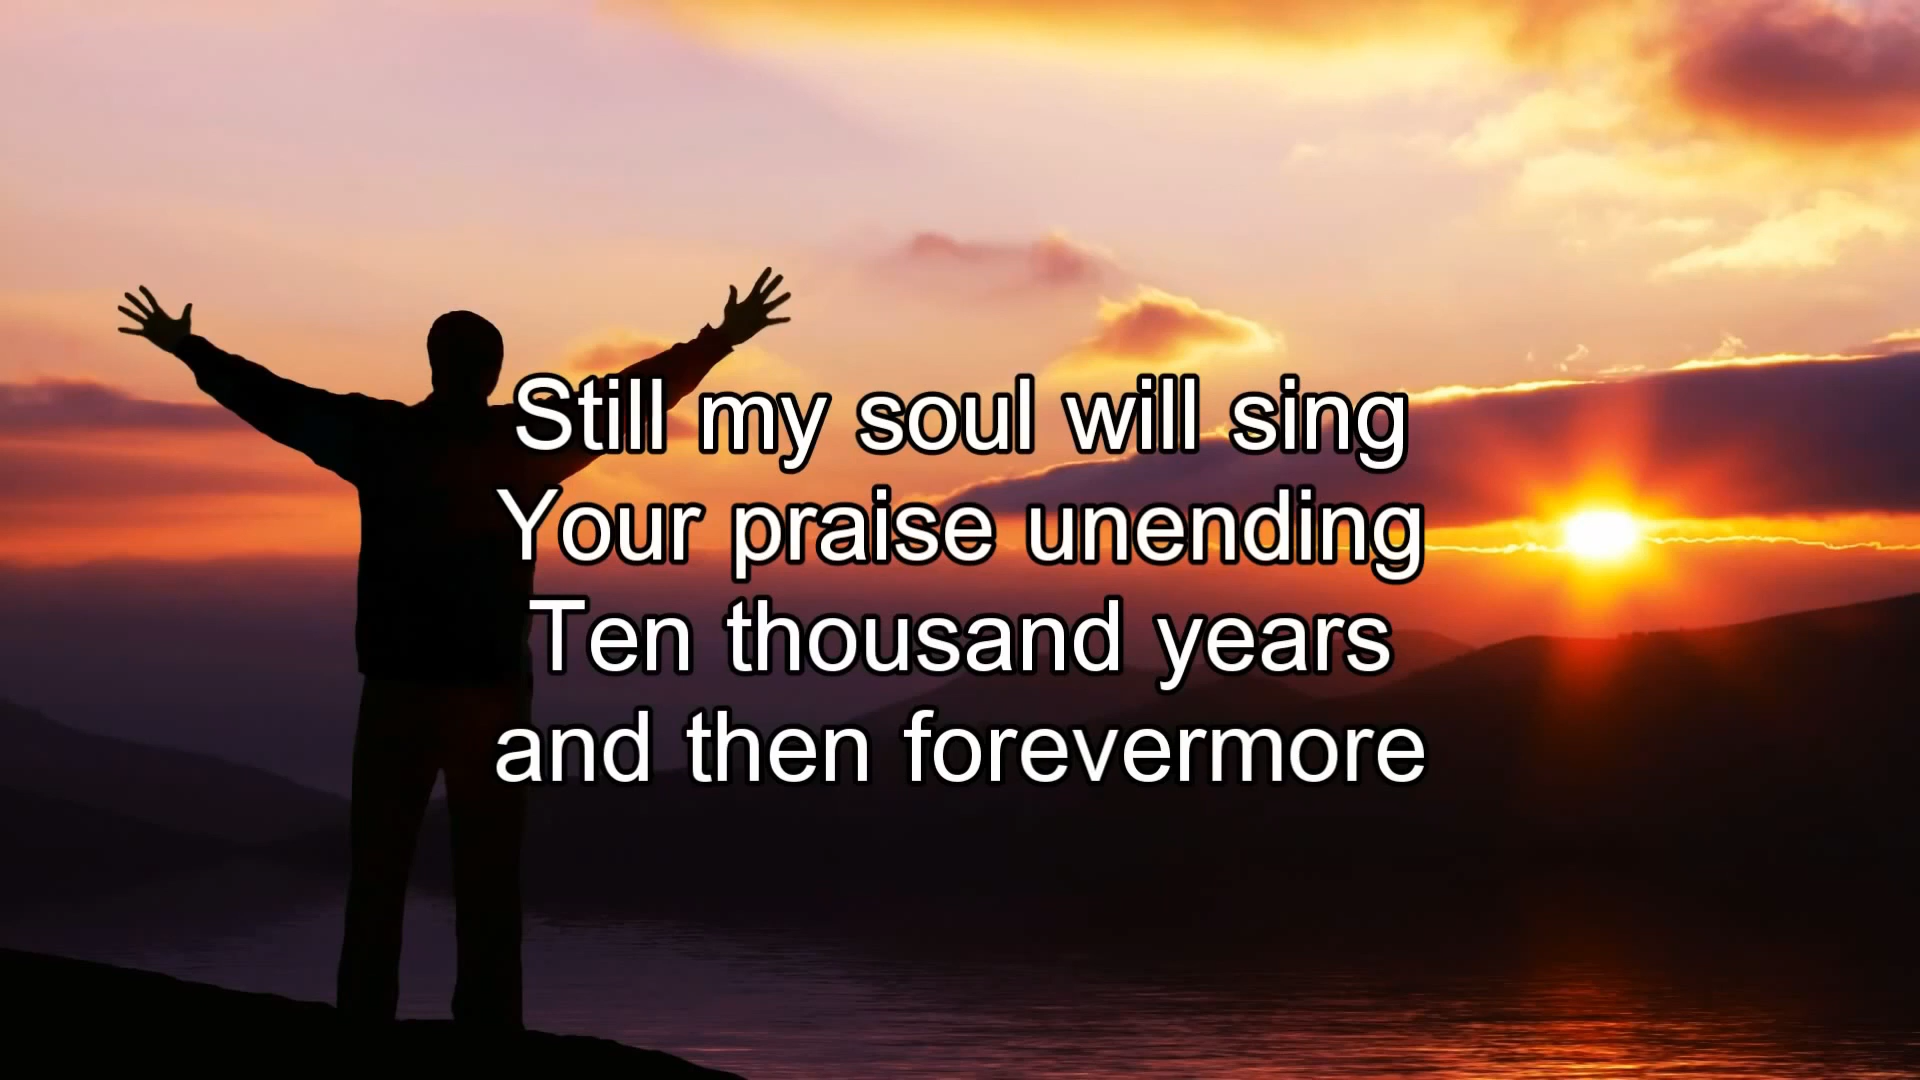 Still my soul will sing
Your praise unending
Ten thousand years
and then forevermore